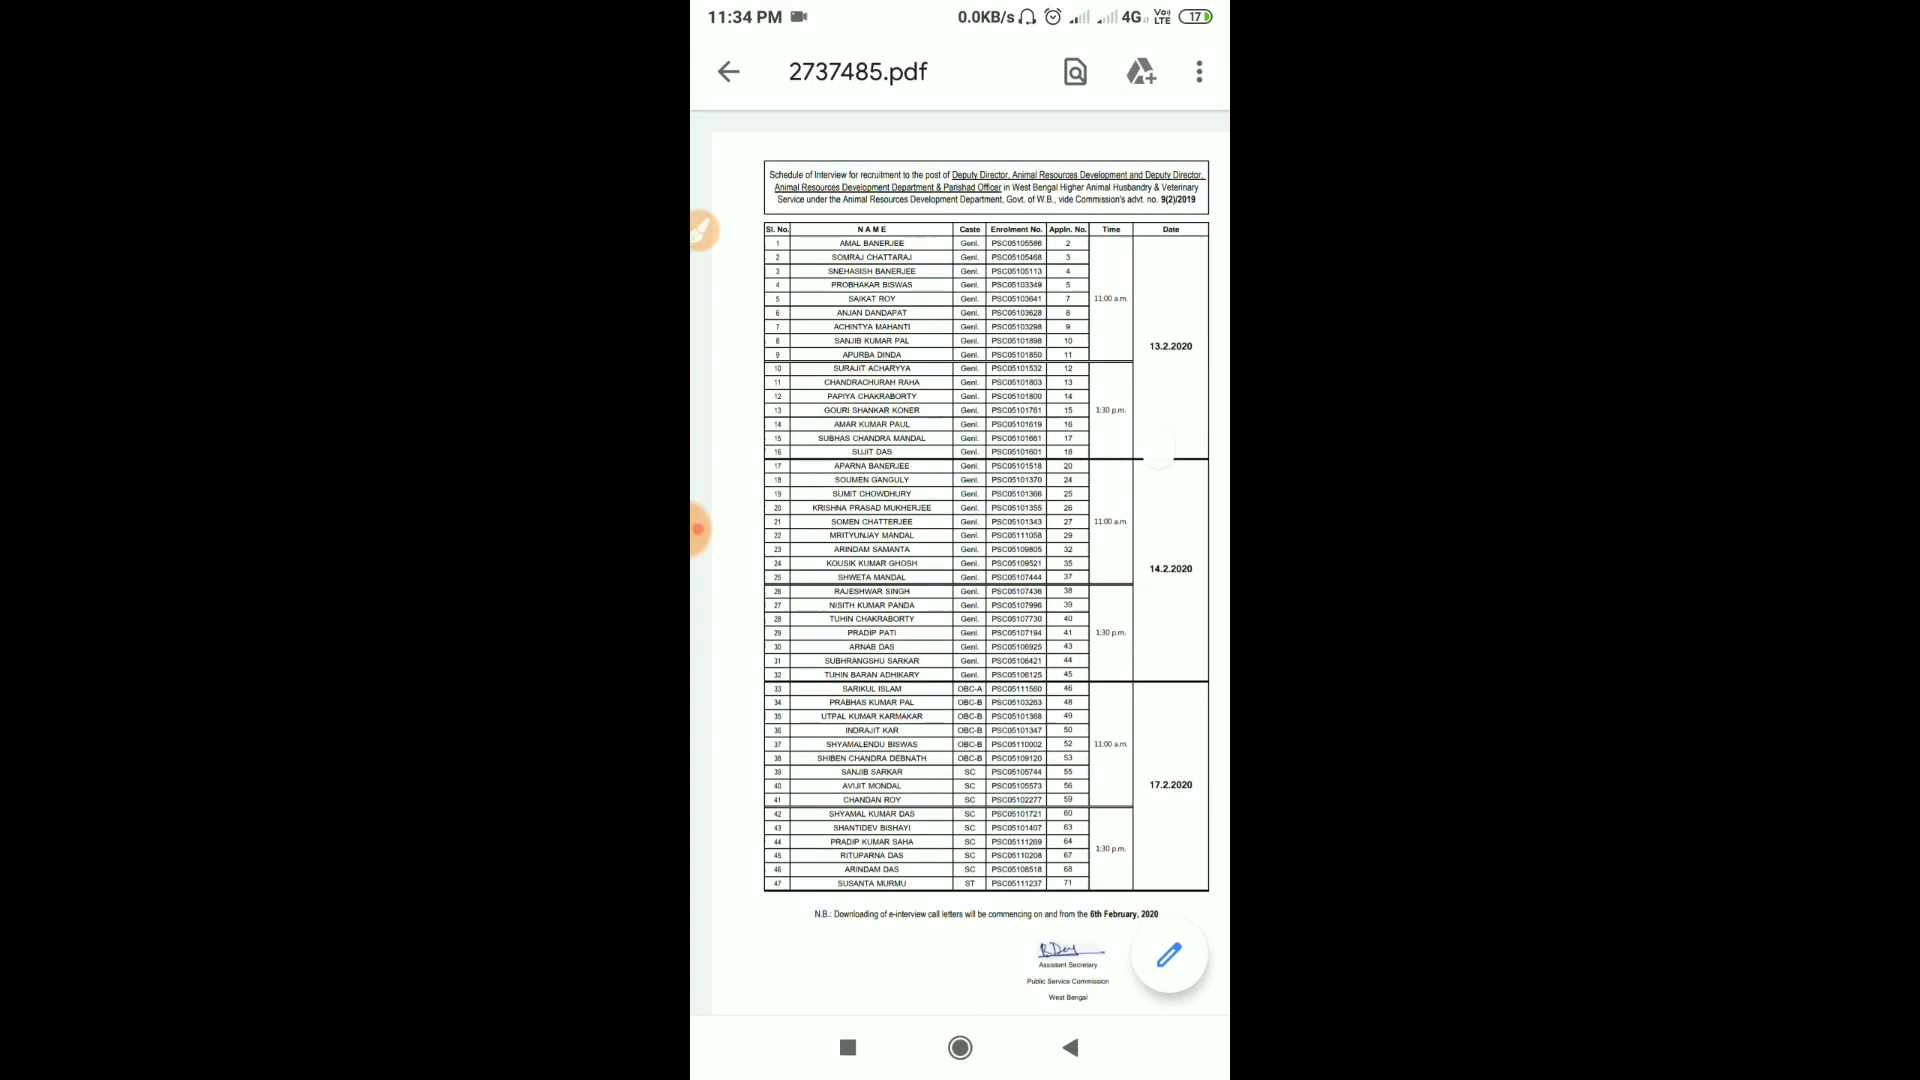 11:34 PM 0.0KB/s 4G Vo)) LTE 17
2737485.pdf
Schedule of Interview for recruitment to the post of Deputy Director, Animal Resources Development and Deputy Director,
Animal Resources Development Department & Parishad Officer in West Bengal Higher Animal Husbandry & Veterinary
Service under the Animal Resources Development Department, Govt. of W.B., vide Commission's advt. no. 9(2)/2019
Sl. No. N A M E Caste Enrolment No. Appln. No. Time Date
1 AMAL BANERJEE Genl. PSC05105586 2
2 SOMRAJ CHATTARAJ Genl. PSC05105468 3
3 SNEHASISH BANERJEE Genl. PSC05105113 4
4 PROBHAKAR BISWAS Genl. PSC05103349 5
5 SAIKAT ROY Genl. PSC05103641 7 11:00 a.m.
6 ANJAN DANDAPAT Genl. PSC05103628 8
7 ACHINTYA MAHANTI Genl. PSC05103298 9
8 SANJIB KUMAR PAL Genl. PSC05101898 10 13.2.2020
9 APURBA DINDA Genl. PSC05101850 11
10 SURAJIT ACHARYYA Genl. PSC05101532 12
11 CHANDRACHURAH RAHA Genl. PSC05101803 13
12 PAPIYA CHAKRABORTY Genl. PSC05101800 14
13 GOURI SHANKAR KONER Genl. PSC05101761 15 1:30 p.m.
14 AMAR KUMAR PAUL Genl. PSC05101619 16
15 SUBHAS CHANDRA MANDAL Genl. PSC05101661 17
16 SUJIT DAS Genl. PSC05101601 18
17 APARNA BANERJEE Genl. PSC05101518 20
18 SOUMEN GANGULY Genl. PSC05101370 24
19 SUMIT CHOWDHURY Genl. PSC05101366 25
20 KRISHNA PRASAD MUKHERJEE Genl. PSC05101355 26
21 SOMEN CHATTERJEE Genl. PSC05101343 27 11:00 a.m.
22 MRITYUNJAY MANDAL Genl. PSC05111058 29
23 ARINDAM SAMANTA Genl. PSC05109805 32
24 KOUSIK KUMAR GHOSH Genl. PSC05109521 35 14.2.2020
25 SHWETA MANDAL Genl. PSC05107444 37
26 RAJESHWAR SINGH Genl. PSC05107436 38
27 NISITH KUMAR PANDA Genl. PSC05107996 39
28 TUHIN CHAKRABORTY Genl. PSC05107730 40
29 PRADIP PATI Genl. PSC05107194 41 1:30 p.m.
30 ARNAB DAS Genl. PSC05106925 43
31 SUBHRANGSHU SARKAR Genl. PSC05106421 44
32 TUHIN BARAN ADHIKARY Genl. PSC05106125 45
33 SARIKUL ISLAM OBC-A PSC05111560 46
34 PRABHAS KUMAR PAL OBC-B PSC05103263 48
35 UTPAL KUMAR KARMAKAR OBC-B PSC05101368 49
36 INDRAJIT KAR OBC-B PSC05101347 50
37 SHYAMALENDU BISWAS OBC-B PSC05110002 52 11:00 a.m.
38 SHIBEN CHANDRA DEBNATH OBC-B PSC05109120 53
39 SANJIB SARKAR SC PSC05105744 55
40 AVIJIT MONDAL SC PSC05105573 56 17.2.2020
41 CHANDAN ROY SC PSC05102277 59
42 SHYAMAL KUMAR DAS SC PSC05101721 60
43 SHANTIDEV BISHAYI SC PSC05101407 63
44 PRADIP KUMAR SAHA SC PSC05111269 64 1:30 p.m.
45 RITUPARNA DAS SC PSC05110208 67
46 ARINDAM DAS SC PSC05108518 68
47 SUSANTA MURMU ST PSC05111237 71
N.B.: Downloading of e-interview call letters will be commencing on and from the 6th February, 2020
BDey
Assistant Secretary
Public Service Commission
West Bengal